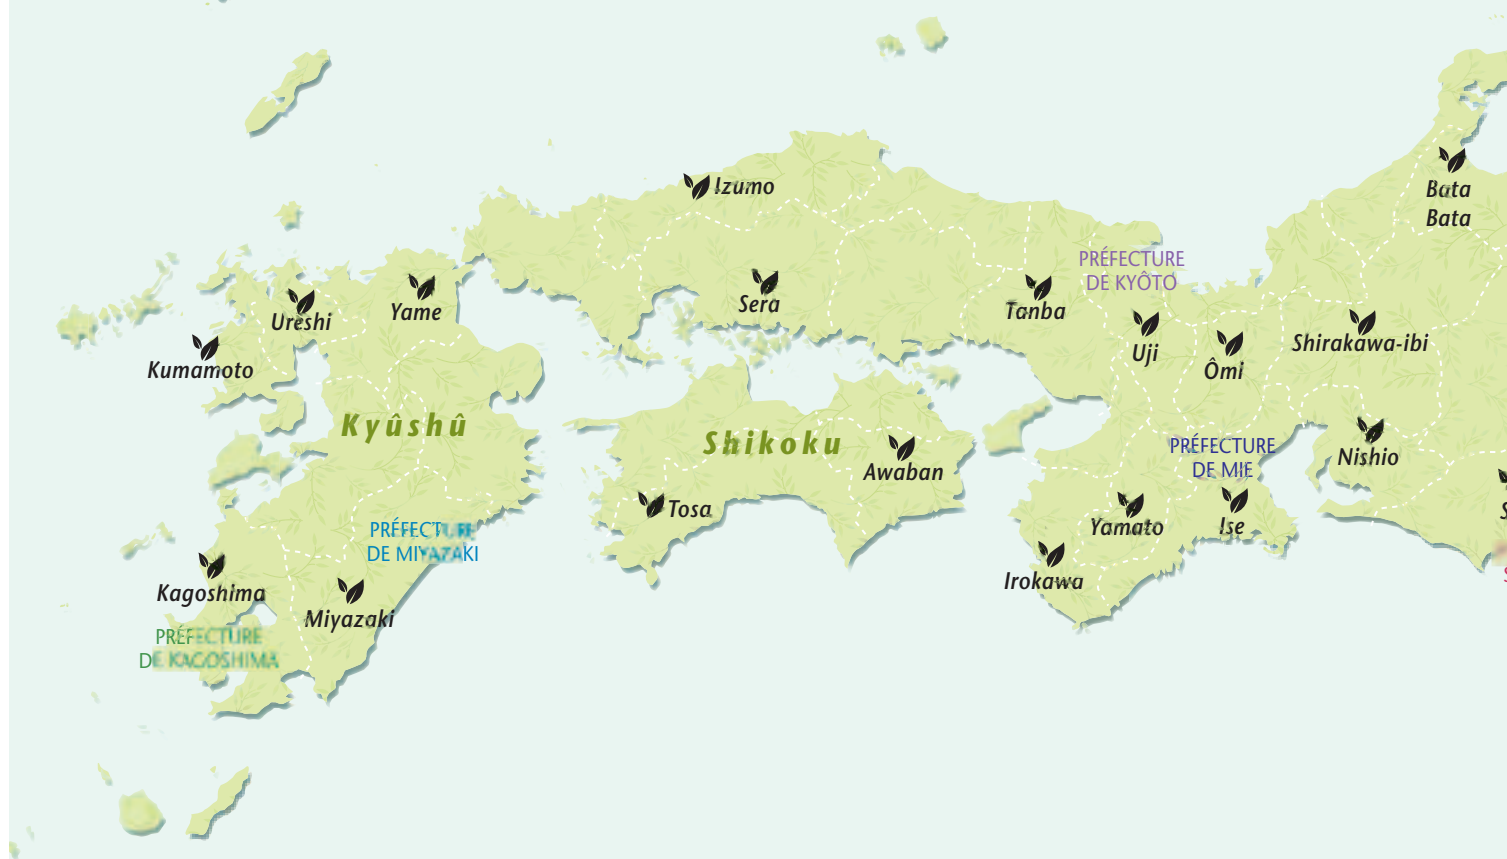 Izumo
Bata
Bata
PRÉFECTURE
DE KYÔTO
Sera
Tanba
Ureshi
Yame
Uji
Ômi
Shirakawa-ibi
Kumamoto
Kyûshû
Shikoku
Awaban
PRÉFECTURE
DE MIE
Nishio
Tosa
Yamato
Ise
PRÉFECTURE
DE MIYAZAKI
Irokawa
Kagoshima
Miyazaki
PRÉFECTURE
DE KAGOSHIMA